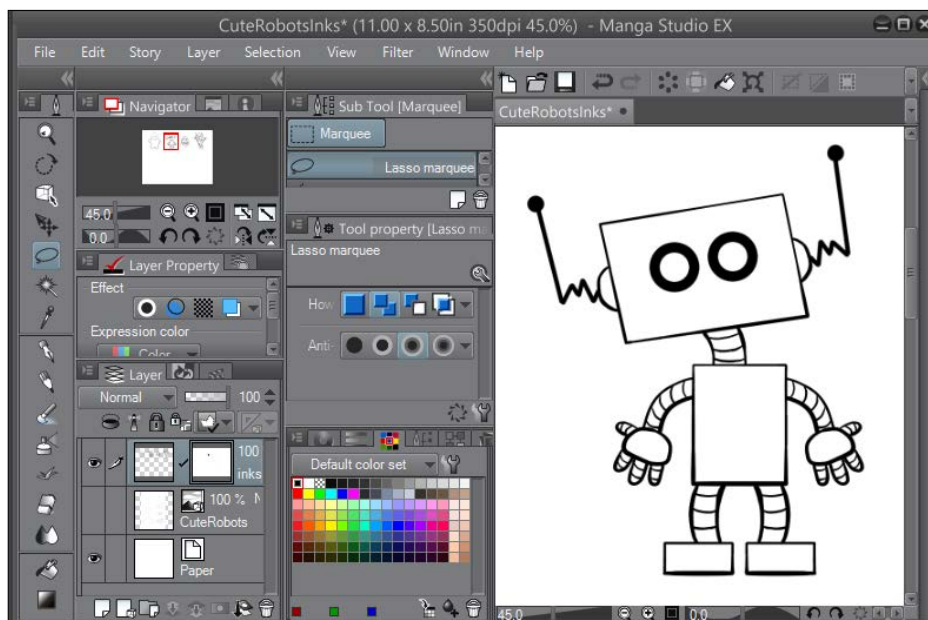 CuteRobotsInks* (11.00 x 8.50in 350dpi 45.0%) - Manga Studio EX
File Edit Story Layer Selection View Filter Window Help
Navigator
Sub Tool [Marquee]
CuteRobotsInks*
Marquee
Lasso marquee
45.0
0.0
Tool property [Lasso ma
Lasso marquee
Layer Property
Effect
How
Expression color
Color
Anti-
Layer
Normal 100
100
inks
Default color set
100 % N
CuteRobots
Paper
45.0 0.0